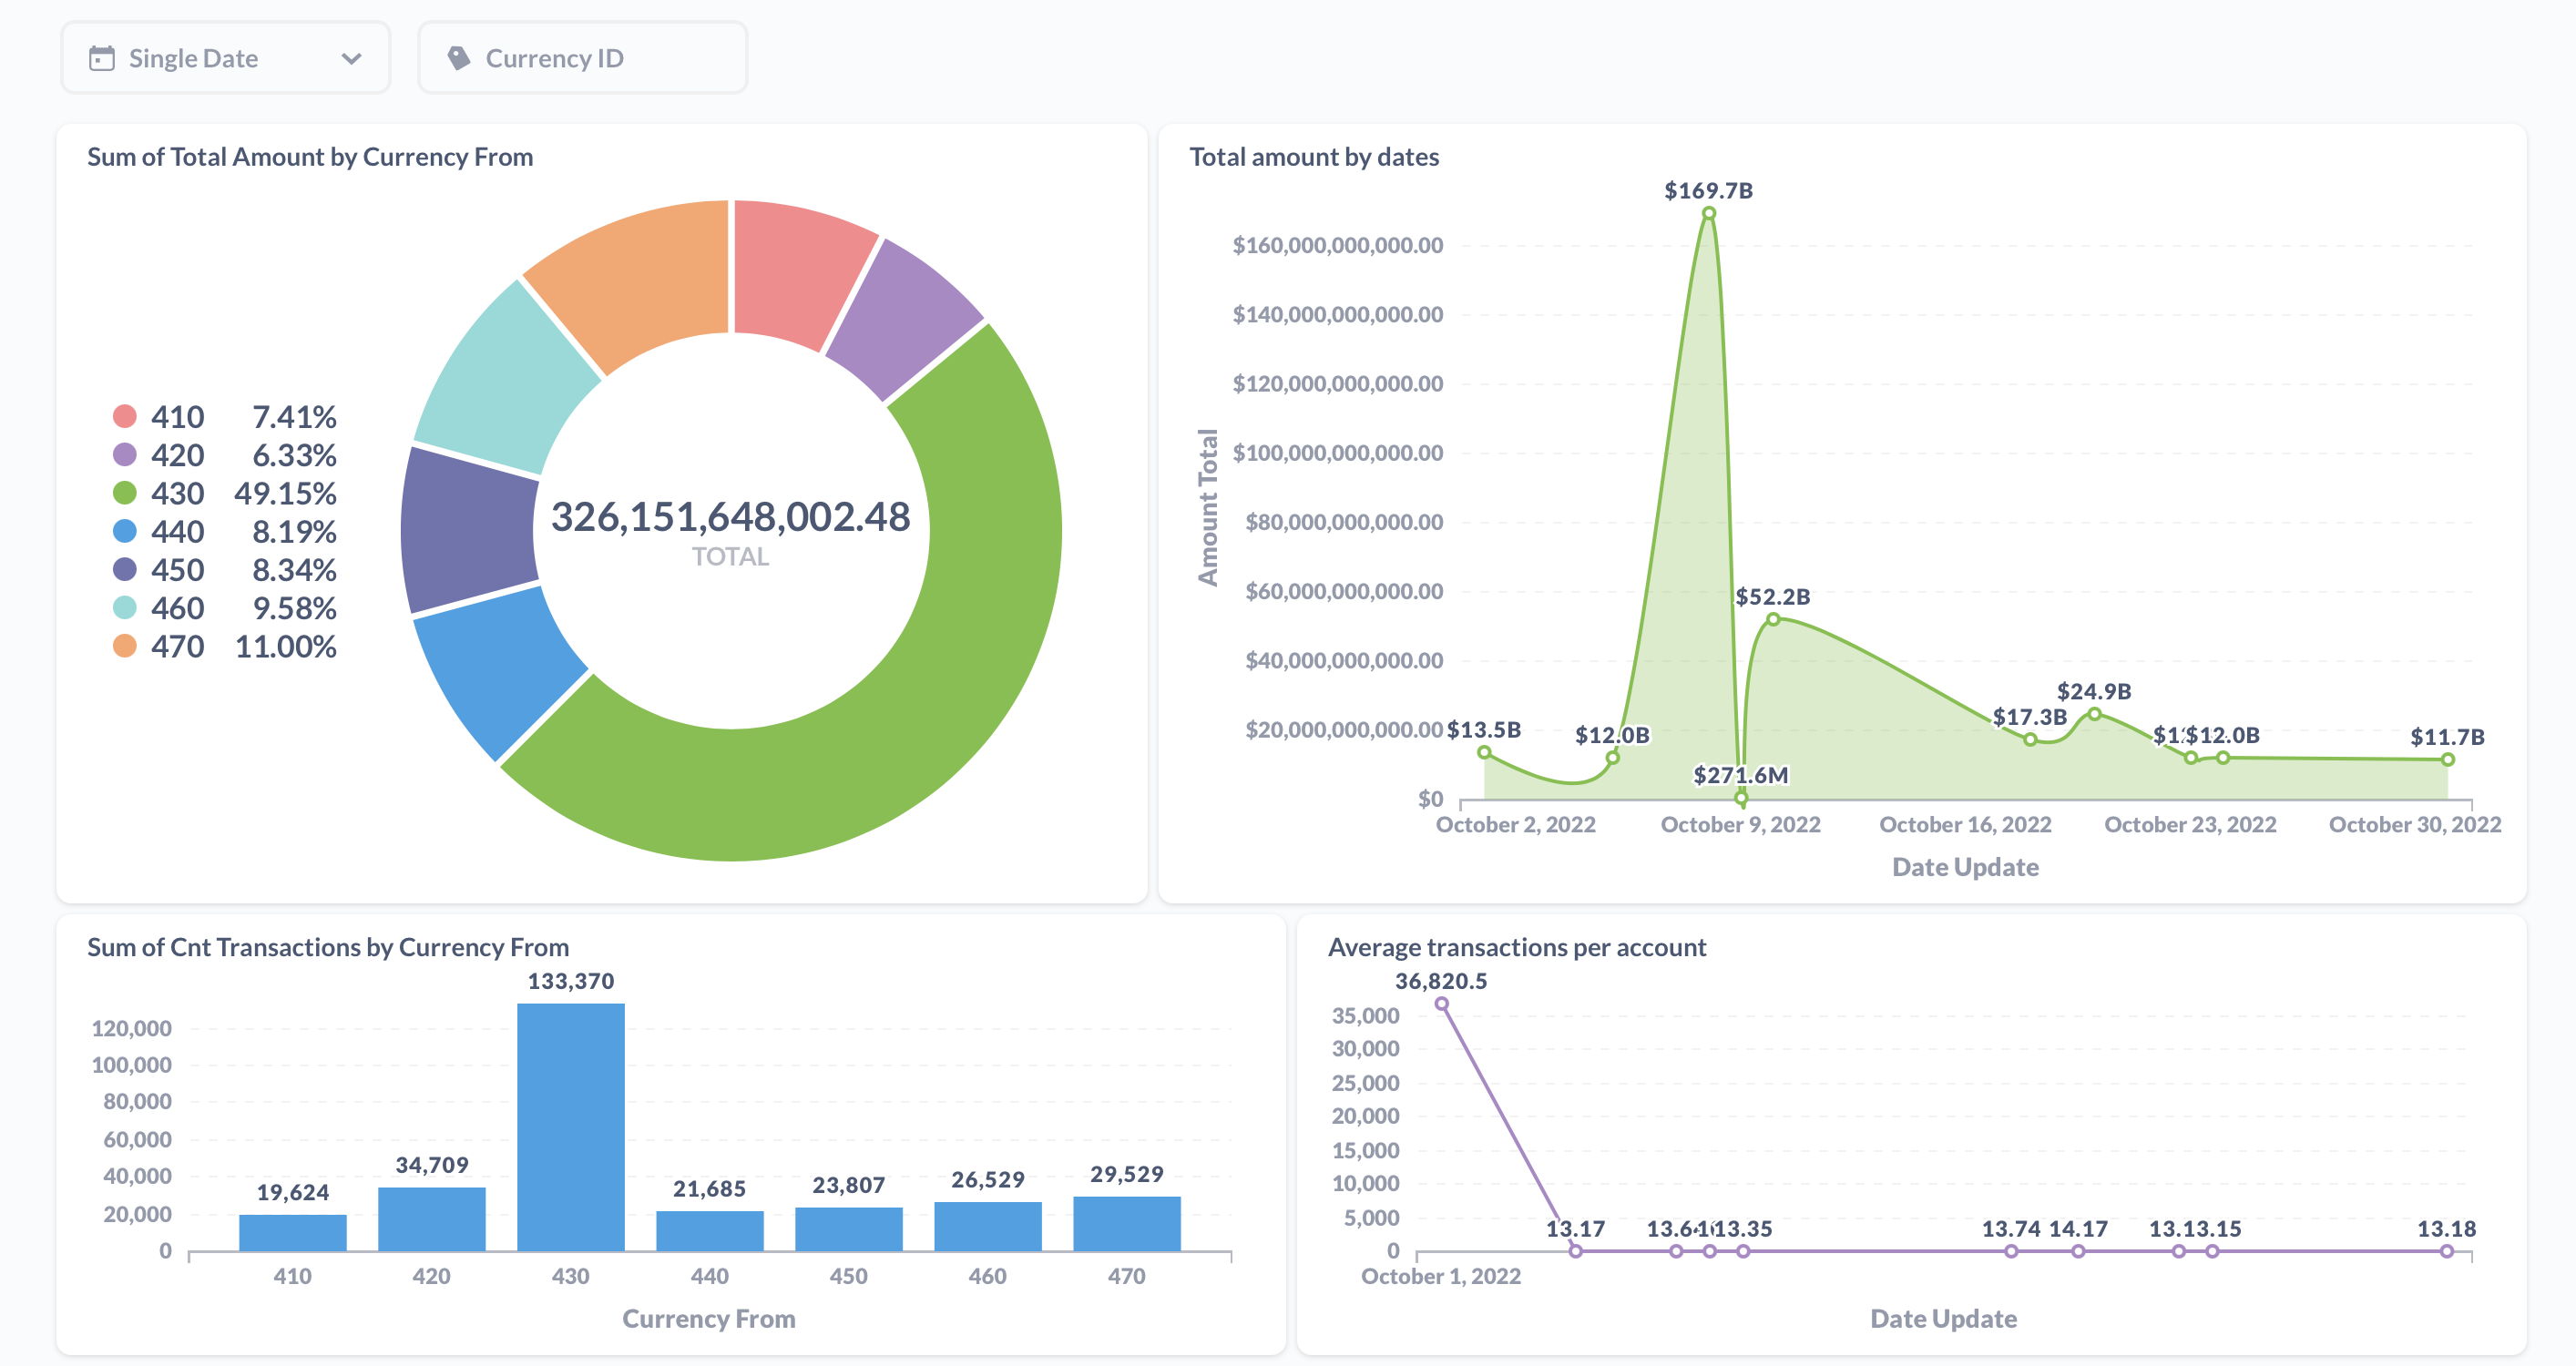 Single Date
Currency ID
Sum of Total Amount by Currency From
410 7.41%
420 6.33%
430 49.15%
440 8.19%
450 8.34%
460 9.58%
470 11.00%
326,151,648,002.48
TOTAL
Total amount by dates
Amount Total
$160,000,000,000.00
$140,000,000,000.00
$120,000,000,000.00
$100,000,000,000.00
$80,000,000,000.00
$60,000,000,000.00
$40,000,000,000.00
$20,000,000,000.00
$0
$169.7B
$52.2B
$24.9B
$17.3B
$13.5B
$12.0B
$12.0B
$11.7B
$271.6M
October 2, 2022
October 9, 2022
October 16, 2022
October 23, 2022
October 30, 2022
Date Update
Sum of Cnt Transactions by Currency From
120,000
100,000
80,000
60,000
40,000
20,000
0
19,624
34,709
133,370
21,685
23,807
26,529
29,529
410
420
430
440
450
460
470
Currency From
Average transactions per account
35,000
30,000
25,000
20,000
15,000
10,000
5,000
0
36,820.5
13.17
13.35
13.74
14.17
13.15
13.18
October 1, 2022
Date Update